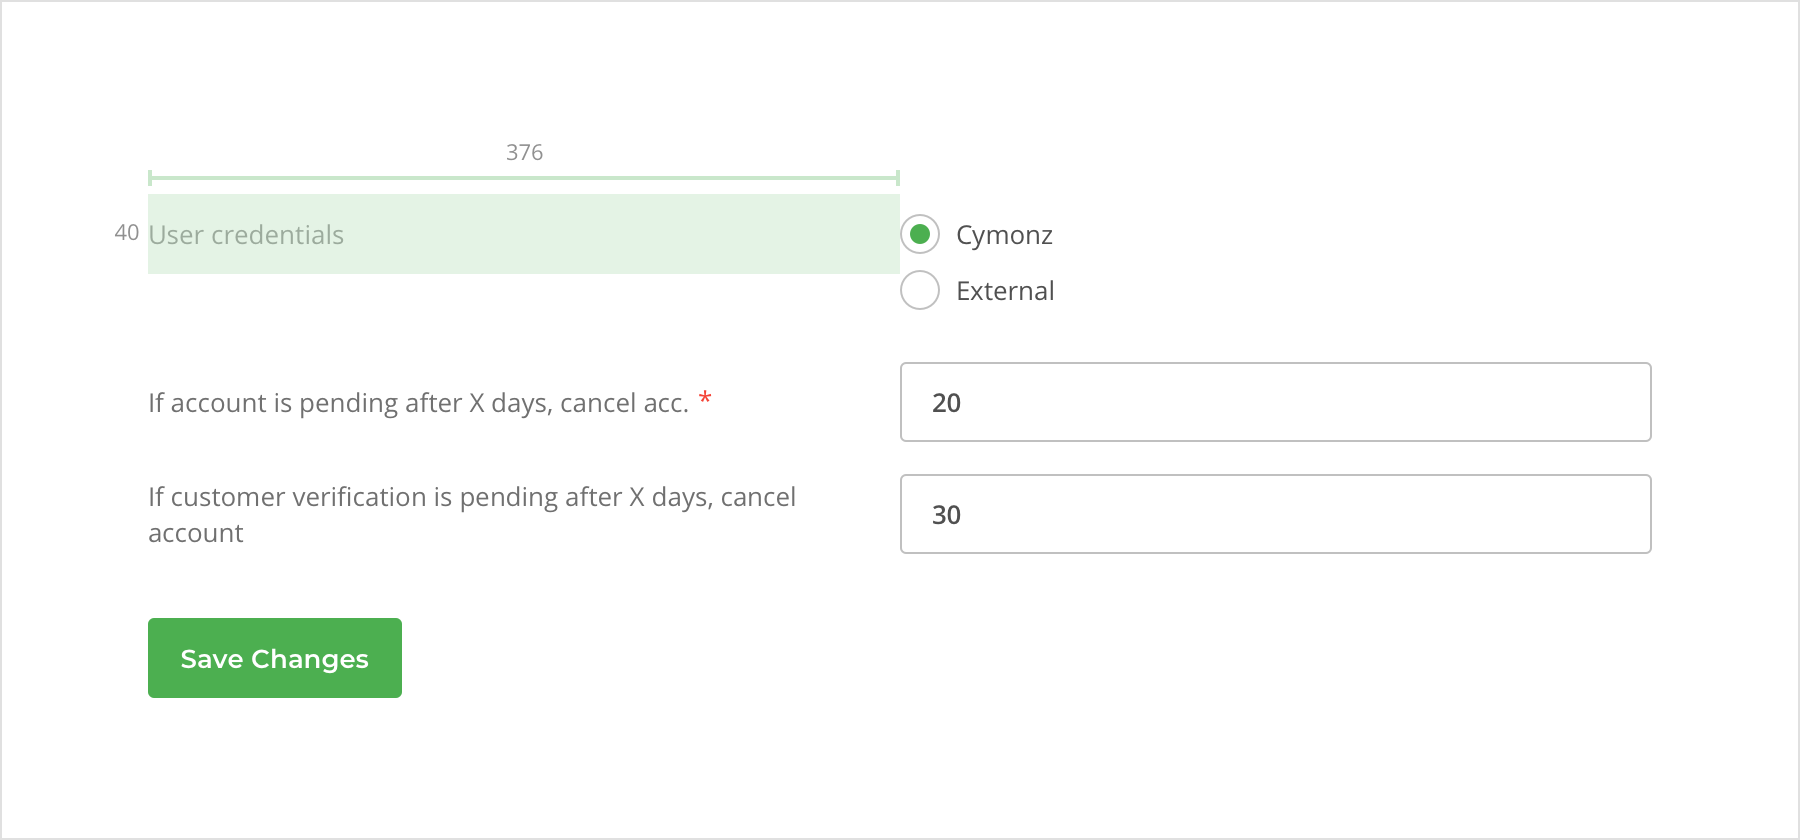 376
40 User credentials
Cymonz
External
If account is pending after X days, cancel acc. *
20
If customer verification is pending after X days, cancel
account
30
Save Changes